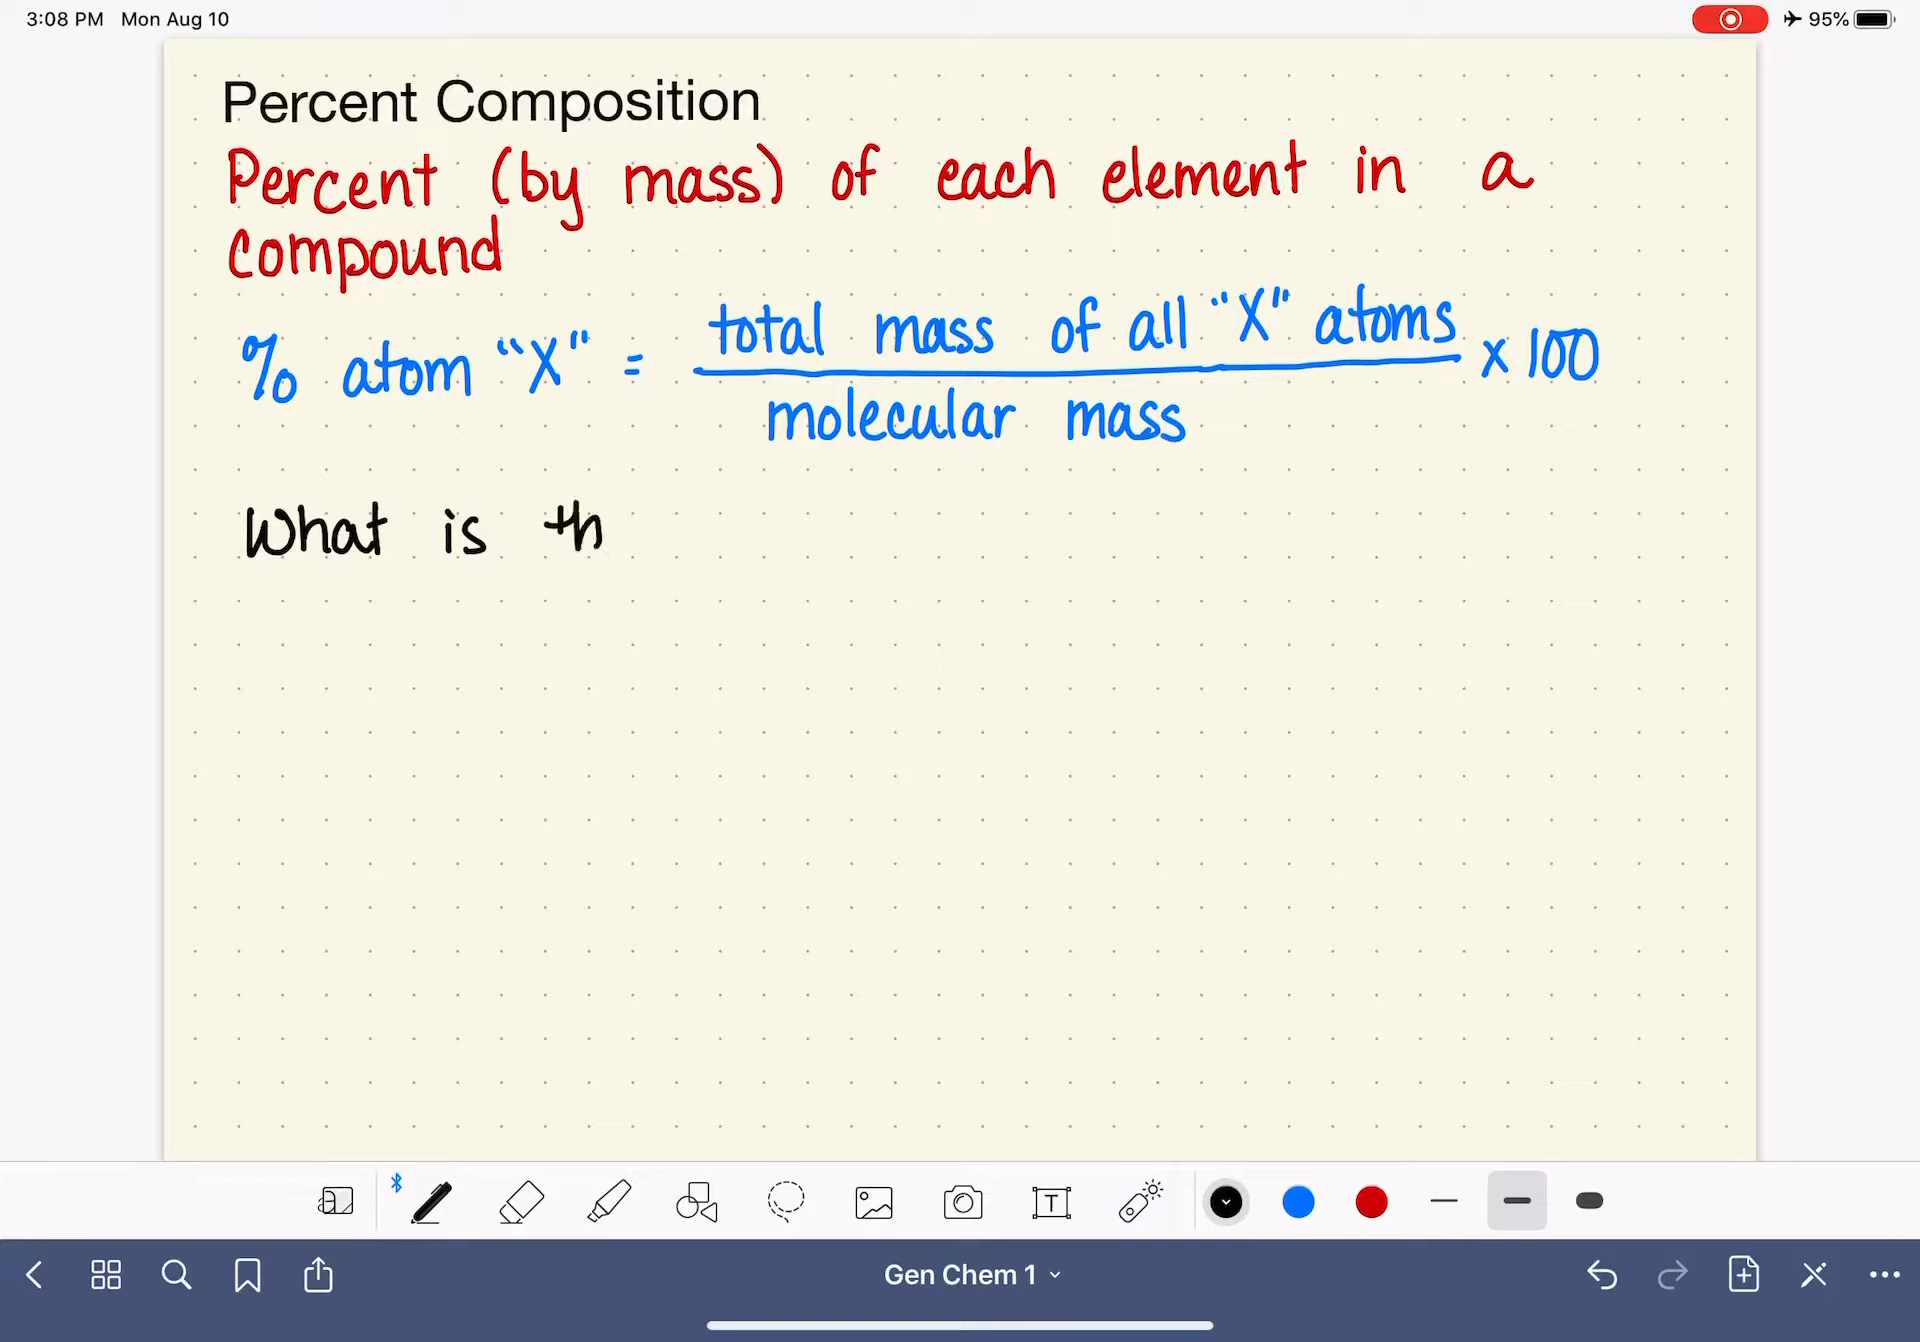 3:08 PM Mon Aug 10
95%
Percent Composition
Percent (by mass) of each element in a
compound
% atom "X" = total mass of all "X" atoms x 100
molecular mass
What is th
T
Gen Chem 1